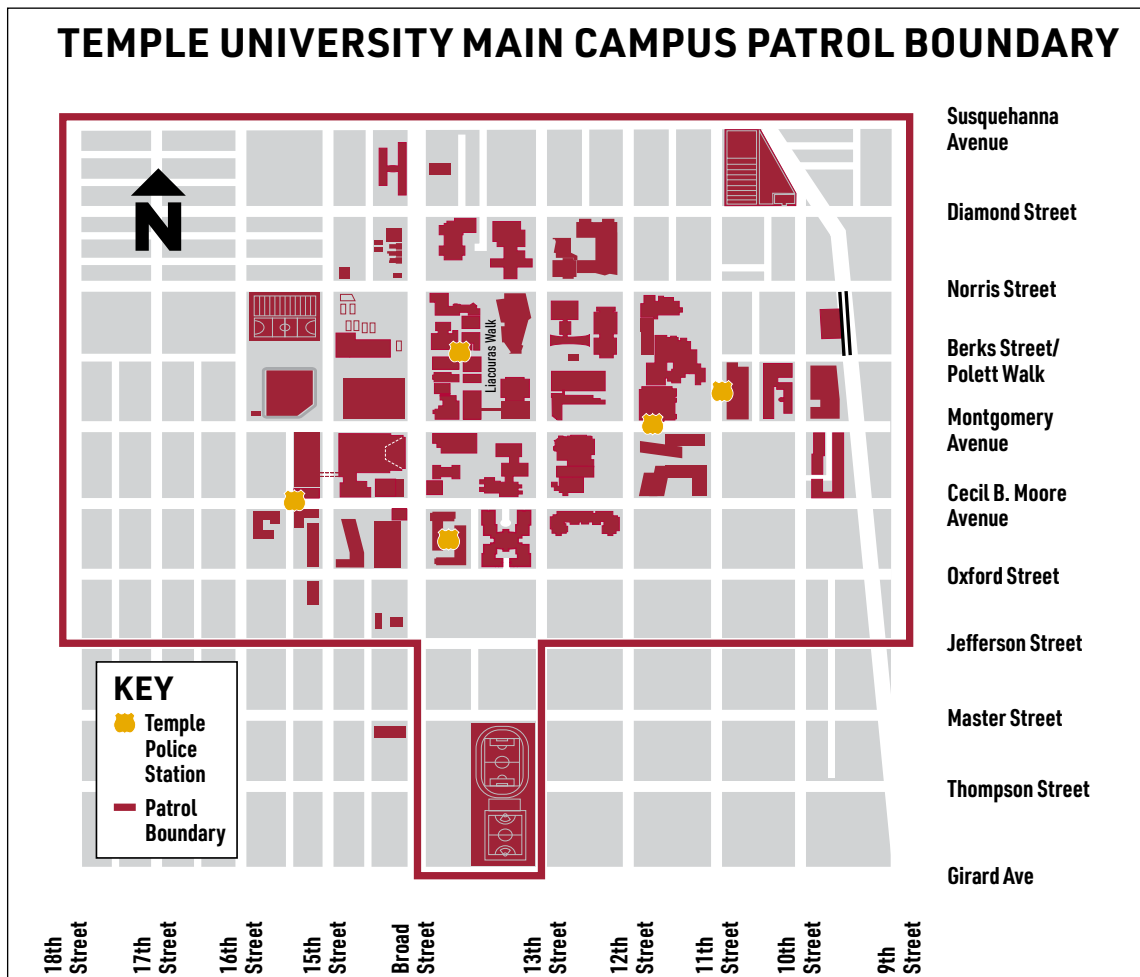 TEMPLE UNIVERSITY MAIN CAMPUS PATROL BOUNDARY
Susquehanna
Avenue
N
Diamond Street
Norris Street
Liacouras Walk
Berks Street/
Polett Walk
Montgomery
Avenue
Cecil B. Moore
Avenue
Oxford Street
Jefferson Street
KEY
Temple
Police
Station
Patrol
Boundary
Master Street
Thompson Street
Girard Ave
18th
Street
17th
Street
16th
Street
15th
Street
Broad
Street
13th
Street
12th
Street
11th
Street
10th
Street
9th
Street